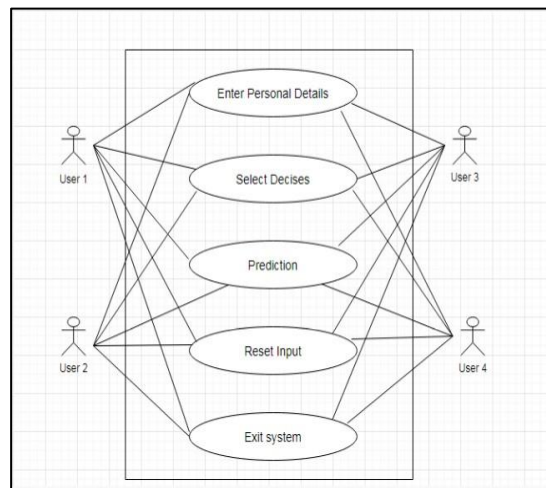 Enter Personal Details
User 1
Select Decises
User 3
Prediction
User 2
Reset Input
User 4
Exit system